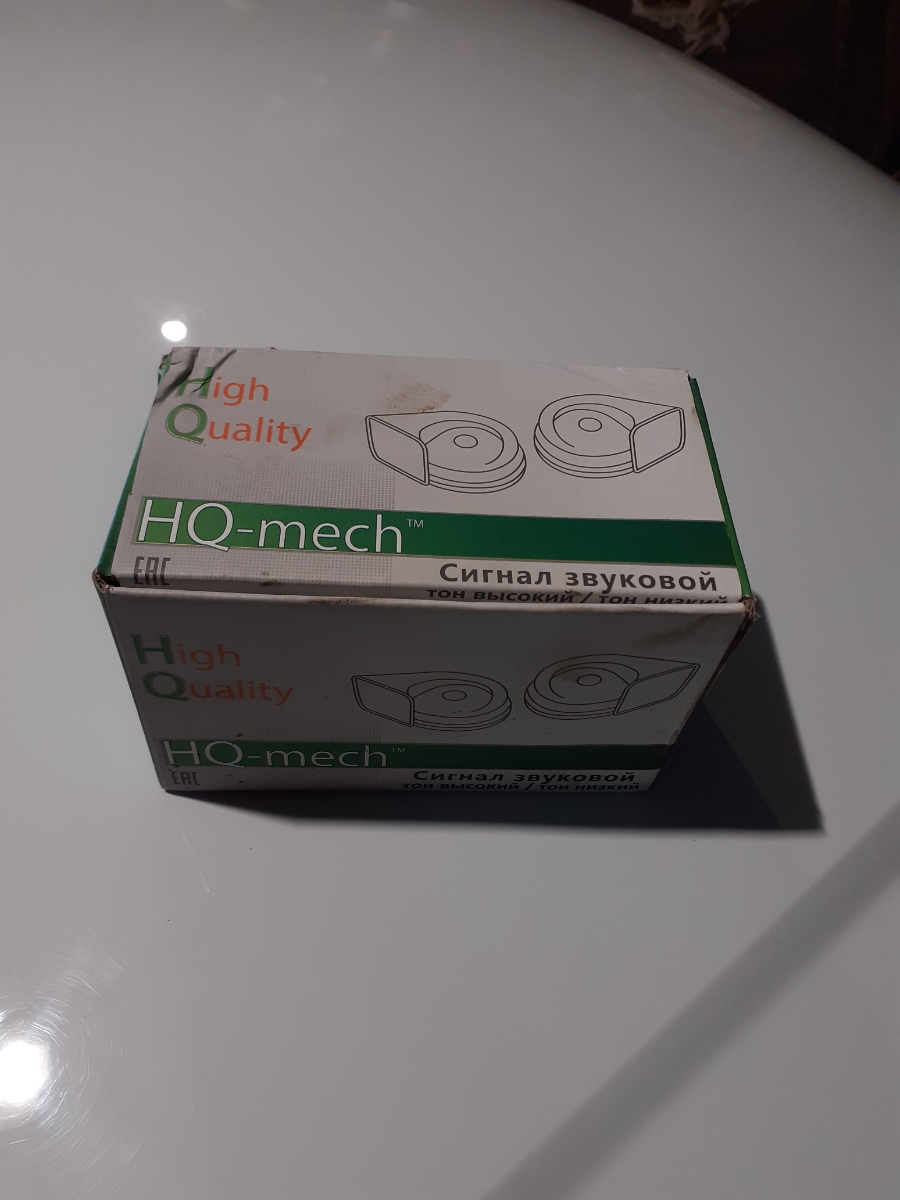 High
Quality
HQ-mech™
EAC
Сигнал звуковой
тон высокий / тон низкий
High
Quality
HQ-mech™
EAC
Сигнал звуковой
тон высокий / тон низкий